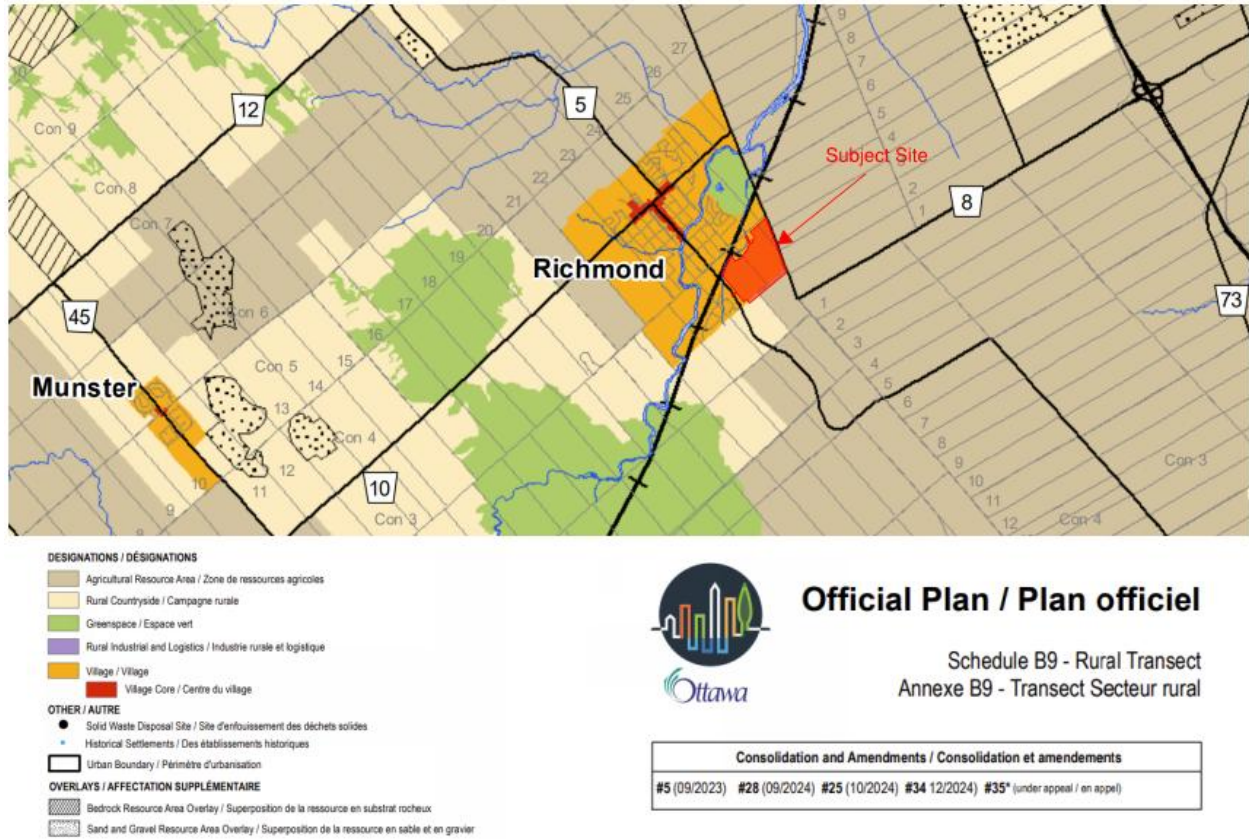 9
8
7
6
5
4
3
2
1
27
26
25
24
23
22
21
20
19
18
17
16
15
14
13
12
11
10
9
8
12
5
8
73
45
10
Con 9
Con 8
Con 7
Con 6
Con 5
Con 4
Con 3
Subject Site
Richmond
Munster
1
2
3
4
5
6
7
8
9
10
11
12
Con 3
Con 4
DESIGNATIONS / DÉSIGNATIONS
Agricultural Resource Area / Zone de ressources agricoles
Rural Countryside / Campagne rurale
Greenspace / Espace vert
Rural Industrial and Logistics / Industrie rurale et logistique
Village / Village
Village Core / Centre du village
OTHER / AUTRE
Solid Waste Disposal Site / Site d'enfouissement des déchets solides
Historical Settlements / Des établissements historiques
Urban Boundary / Périmètre d'urbanisation
OVERLAYS / AFFECTATION SUPPLÉMENTAIRE
Bedrock Resource Area Overlay / Superposition de la ressource en substrat rocheux
Sand and Gravel Resource Area Overlay / Superposition de la ressource en sable et en gravier
Ottawa
Official Plan / Plan officiel
Schedule B9 - Rural Transect
Annexe B9 - Transect Secteur rural
Consolidation and Amendments / Consolidation et amendements
#5 (09/2023) #28 (09/2024) #25 (10/2024) #34 12/2024) #35* (under appeal / en appel)